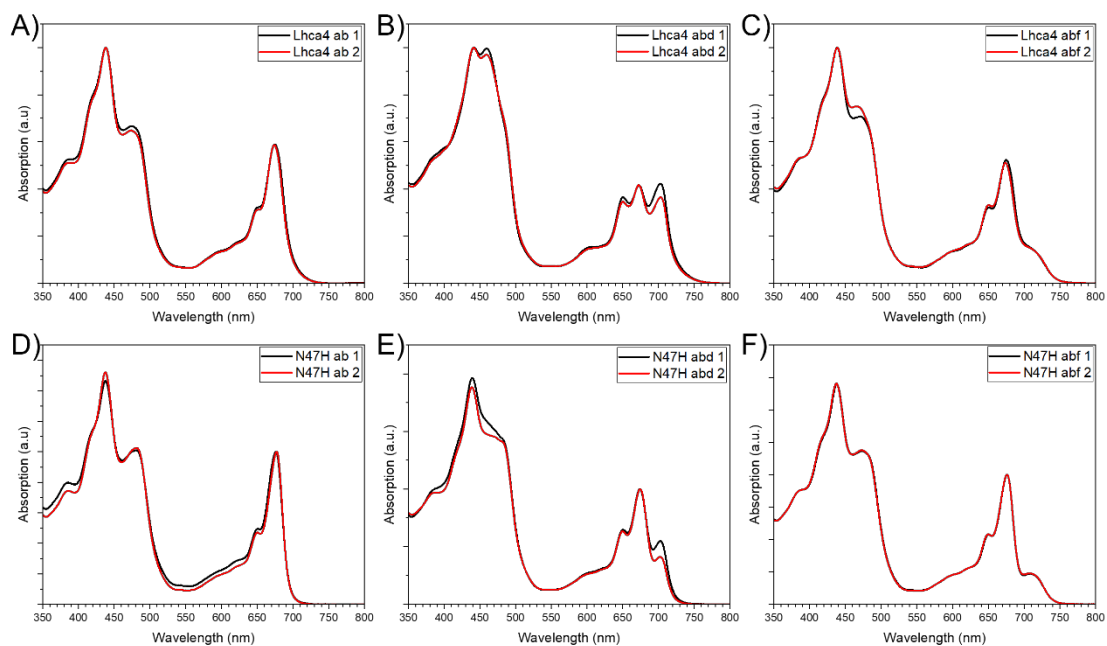 A)
Lhca4 ab 1
Lhca4 ab 2
Absorption (a.u.)
350 400 450 500 550 600 650 700 750 800
Wavelength (nm)
B)
Lhca4 abd 1
Lhca4 abd 2
Absorption (a.u.)
350 400 450 500 550 600 650 700 750 800
Wavelength (nm)
C)
Lhca4 abf 1
Lhca4 abf 2
Absorption (a.u.)
350 400 450 500 550 600 650 700 750 800
Wavelength (nm)
D)
N47H ab 1
N47H ab 2
Absorption (a.u)
350 400 450 500 550 600 650 700 750 800
Wavelength (nm)
E)
N47H abd 1
N47H abd 2
Absorption (a.u.)
350 400 450 500 550 600 650 700 750 800
Wavelength (nm)
F)
N47H abf 1
N47H abf 2
Absorption (a.u.)
350 400 450 500 550 600 650 700 750 800
Wavelength (nm)